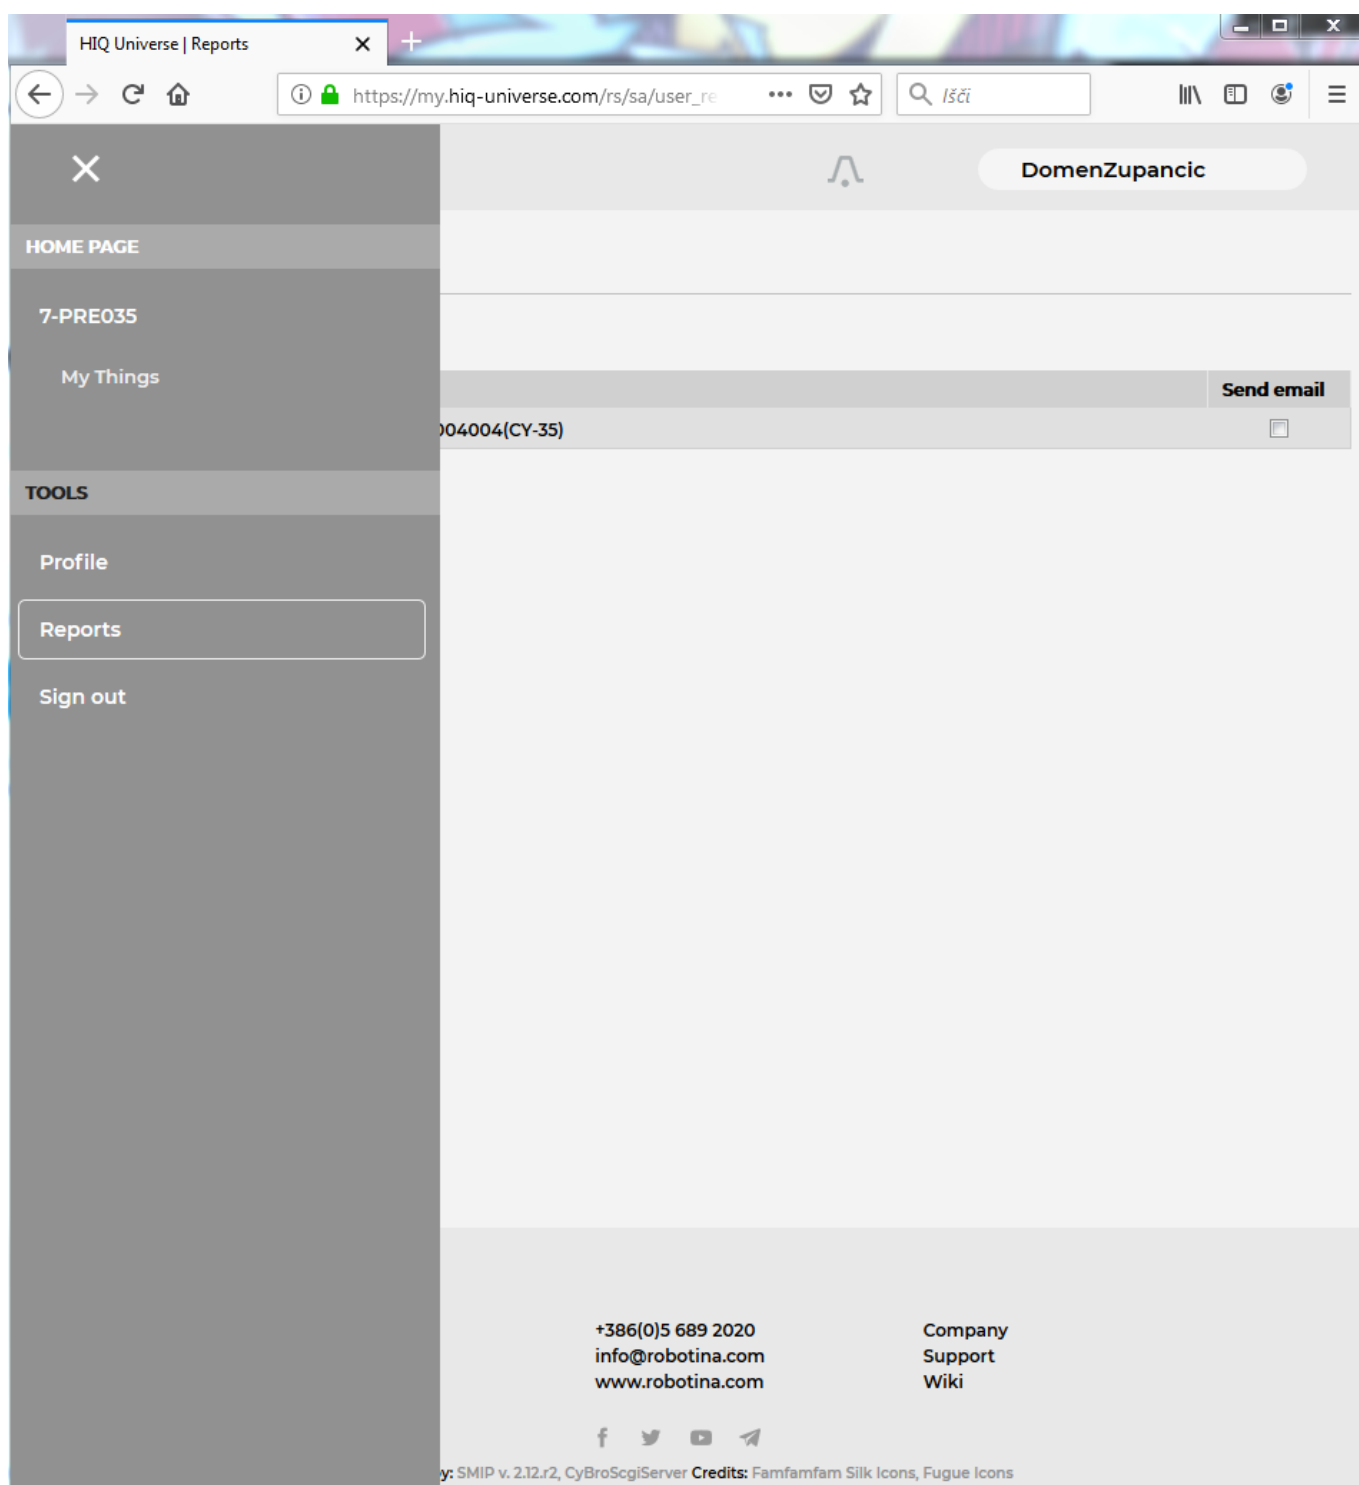 HIQ Universe | Reports
https://my.hiq-universe.com/rs/sa/user_re
Išči
DomenZupancic
HOME PAGE
7-PRE035
My Things
Send email
004004(CY-35)
TOOLS
Profile
Reports
Sign out
+386(0)5 689 2020
info@robotina.com
www.robotina.com
Company
Support
Wiki
y: SMIP v. 2.12.r2, CyBroScgiServer Credits: Famfamfam Silk Icons, Fugue Icons